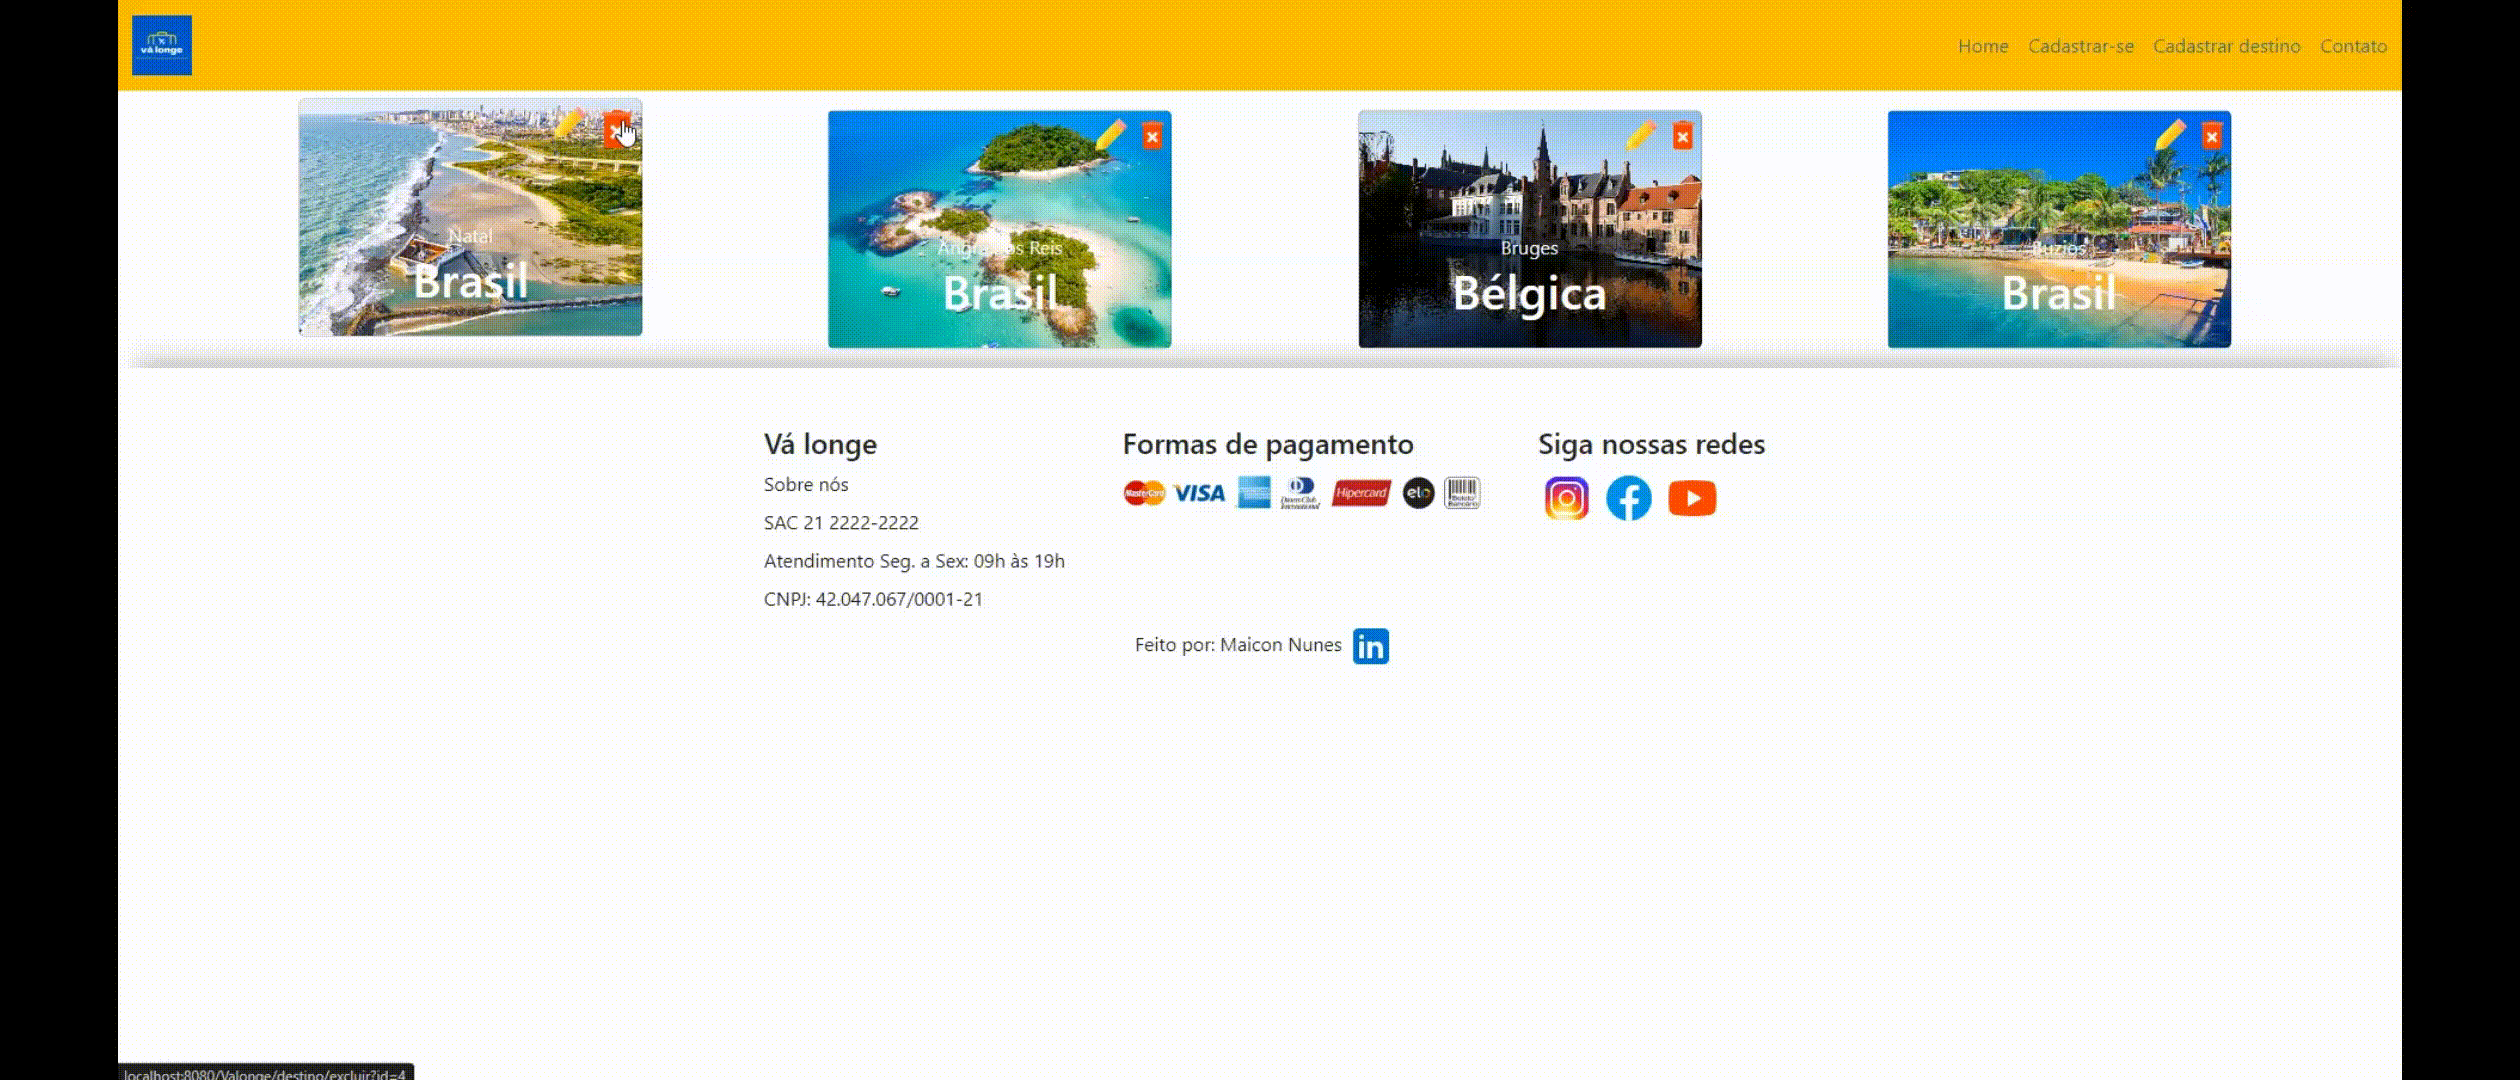 vá longe
Home Cadastrar-se Cadastrar destino Contato
Natal
Brasil
Angra dos Reis
Brasil
Bruges
Bélgica
Buzios
Brasil
Vá longe
Sobre nós
SAC 21 2222-2222
Atendimento Seg. a Sex: 09h às 19h
CNPJ: 42.047.067/0001-21
Formas de pagamento
MasterCard VISA Hipercard elo
Siga nossas redes
Feito por: Maicon Nunes in
localhost:8080/Valonge/destino/excluir?id=4